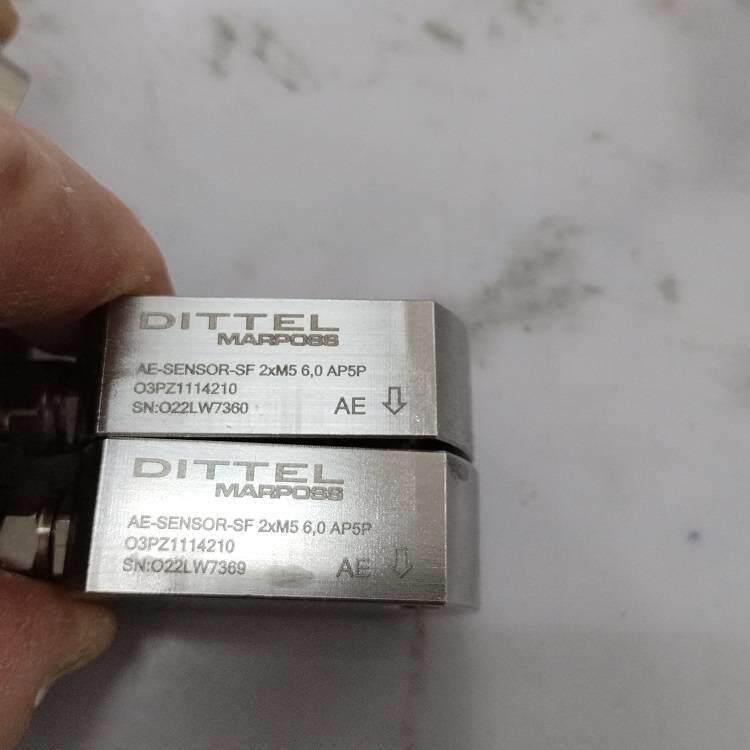 DITTEL
MARPOSS
AE-SENSOR-SF 2xM5 6,0 AP5P
O3PZ1114210
SN:O22LW7360
AE
DITTEL
MARPOSS
AE-SENSOR-SF 2xM5 6,0 AP5P
O3PZ1114210
SN:O22LW7369
AE